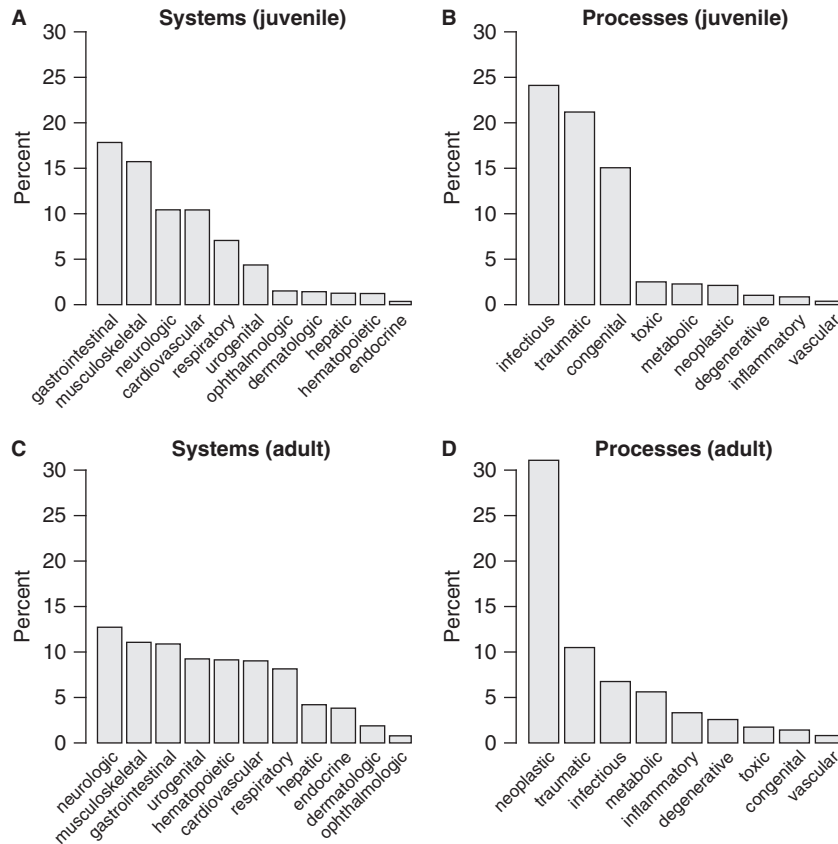 A Systems (juvenile)
30
25
20
15
10
5
0
Percent
gastrointestinal
musculoskeletal
neurologic
cardiovascular
respiratory
urogenital
ophthalmologic
dermatologic
hepatic
hematopoietic
endocrine
B Processes (juvenile)
30
25
20
15
10
5
0
Percent
infectious
traumatic
congenital
toxic
metabolic
neoplastic
degenerative
inflammatory
vascular
C Systems (adult)
30
25
20
15
10
5
0
Percent
neurologic
musculoskeletal
gastrointestinal
urogenital
hematopoietic
cardiovascular
respiratory
hepatic
endocrine
dermatologic
ophthalmologic
D Processes (adult)
30
25
20
15
10
5
0
Percent
neoplastic
traumatic
infectious
metabolic
inflammatory
degenerative
toxic
congenital
vascular